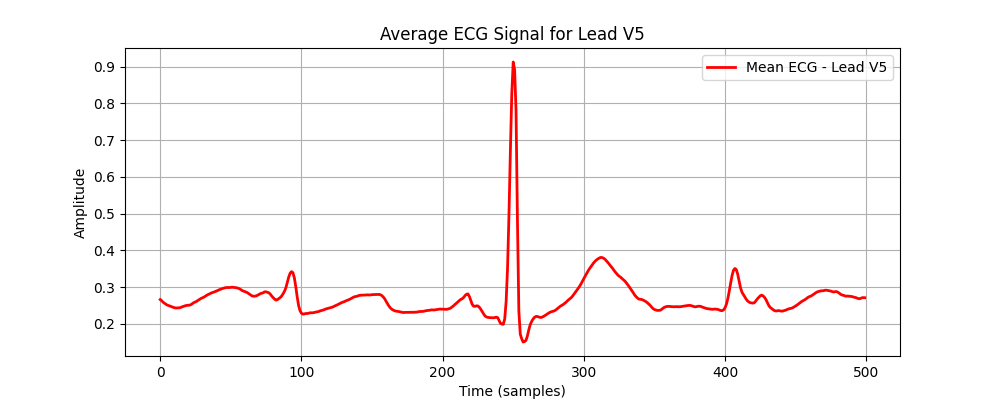 Average ECG Signal for Lead V5
Mean ECG - Lead V5
Amplitude
0.9
0.8
0.7
0.6
0.5
0.4
0.3
0.2
0 100 200 300 400 500
Time (samples)